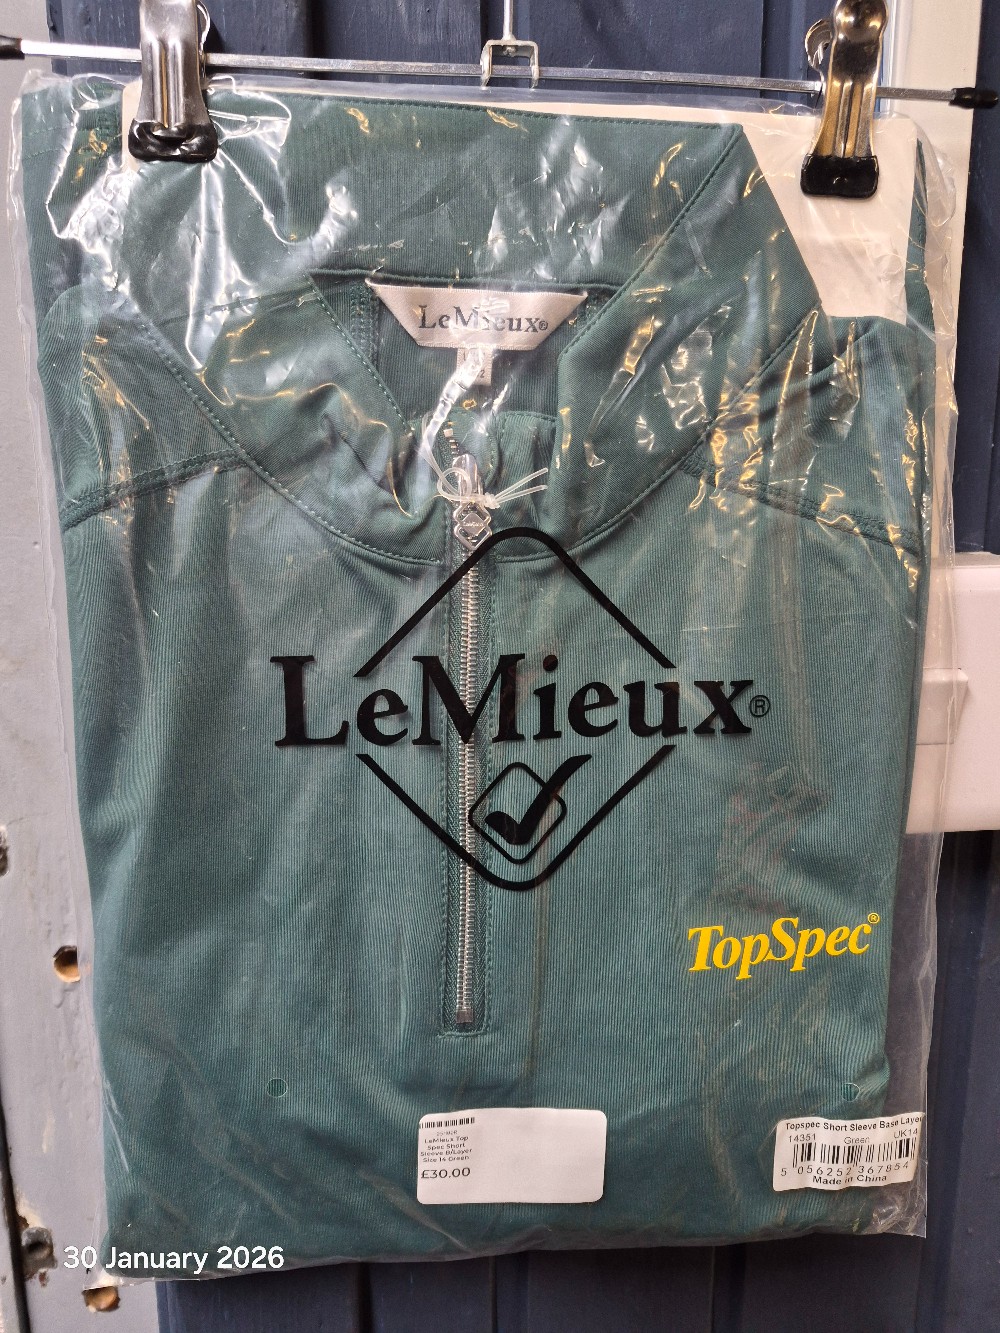 LeMieux®
LeMieux
LeMieux®
TopSpec®
LeMieux Top
Spec Short
Sleeve B/Layer
Size 14 Green
£30.00
Topspec Short Sleeve Base Layer
14351 Green UK14
5 056252 367854
Made in China
30 January 2026